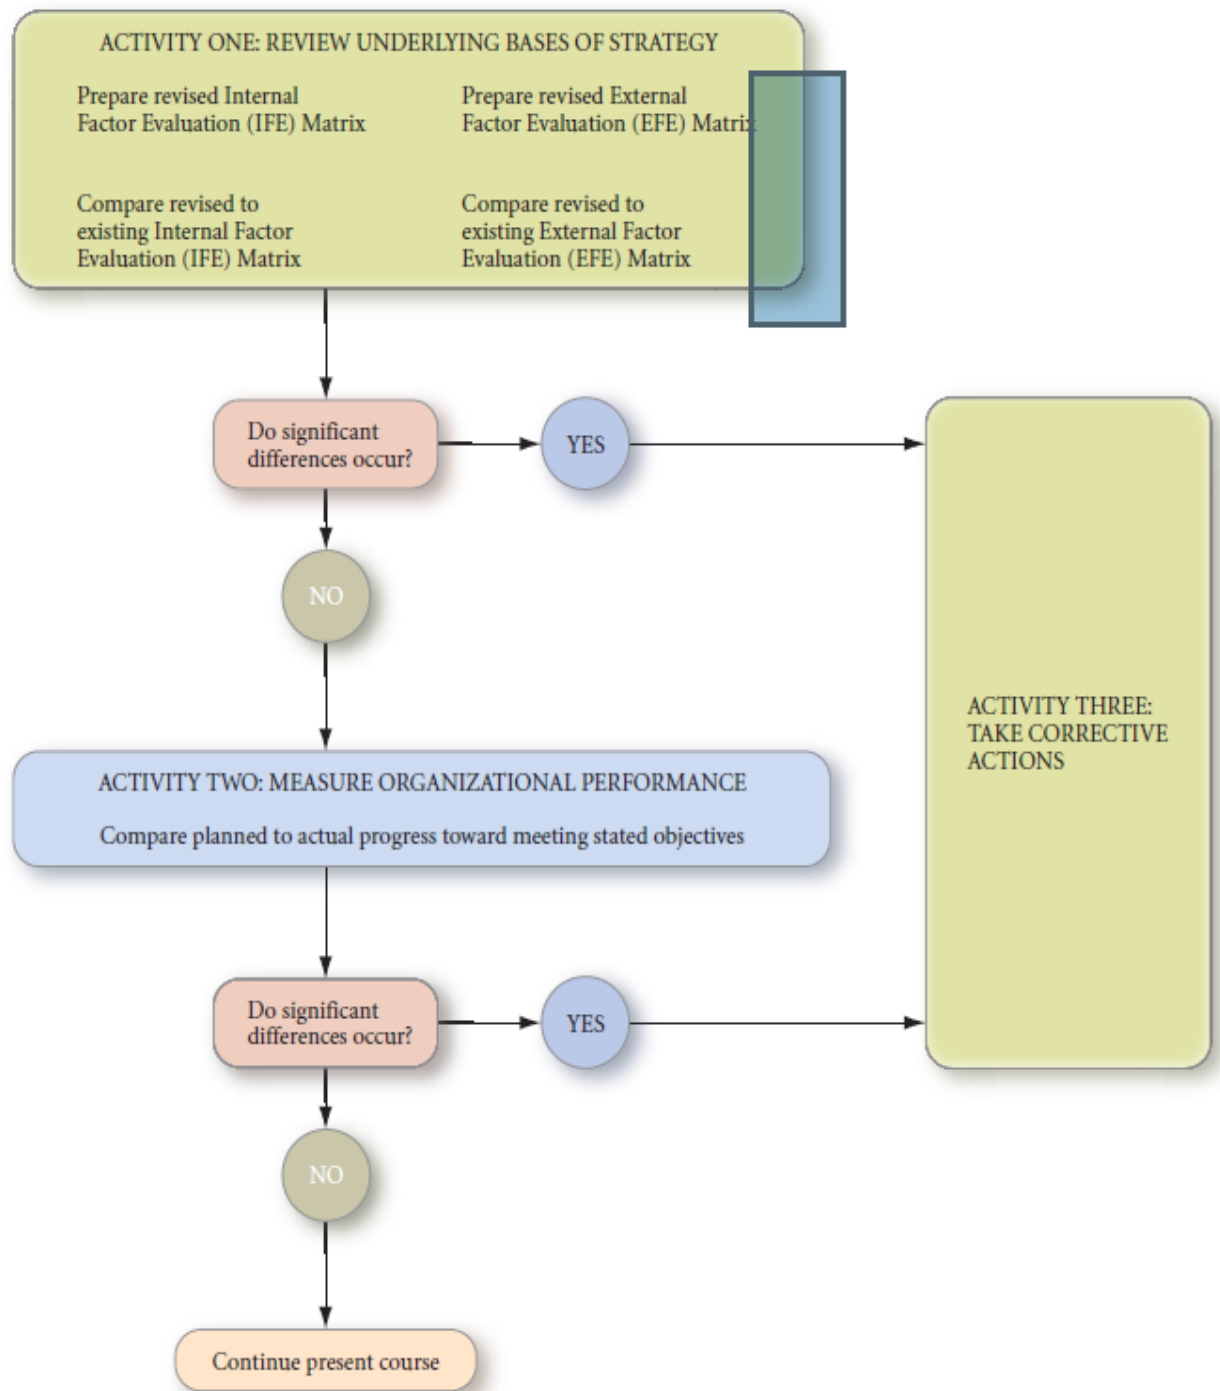 ACTIVITY ONE: REVIEW UNDERLYING BASES OF STRATEGY
Prepare revised Internal
Factor Evaluation (IFE) Matrix
Prepare revised External
Factor Evaluation (EFE) Matrix
Compare revised to
existing Internal Factor
Evaluation (IFE) Matrix
Compare revised to
existing External Factor
Evaluation (EFE) Matrix
Do significant
differences occur?
YES
NO
ACTIVITY THREE:
TAKE CORRECTIVE
ACTIONS
ACTIVITY TWO: MEASURE ORGANIZATIONAL PERFORMANCE
Compare planned to actual progress toward meeting stated objectives
Do significant
differences occur?
YES
NO
Continue present course